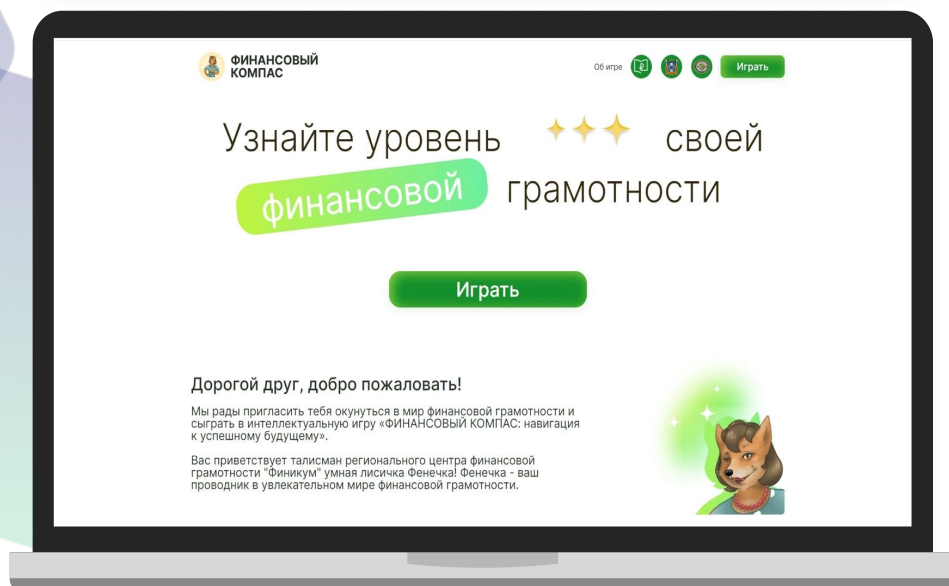 ФИНАНСОВЫЙ
КОМПАС
Об игре
Играть
Узнайте уровень своей
финансовой грамотности
Играть
Дорогой друг, добро пожаловать!
Мы рады пригласить тебя окунуться в мир финансовой грамотности и
сыграть в интеллектуальную игру «ФИНАНСОВЫЙ КОМПАС: навигация
к успешному будущему».
Вас приветствует талисман регионального центра финансовой
грамотности "Финикум" умная лисичка Фенечка! Фенечка - ваш
проводник в увлекательном мире финансовой грамотности.